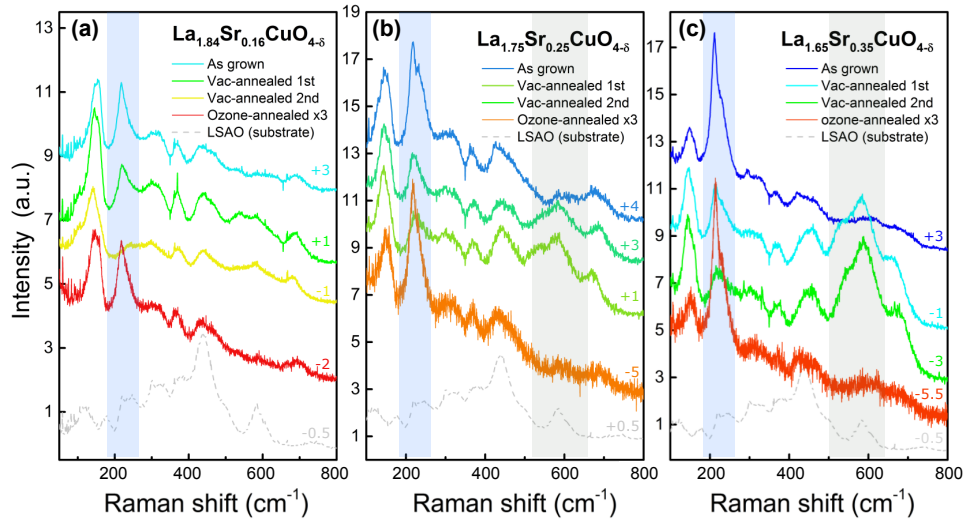 (a)
La1.84Sr0.16CuO4-δ
As grown
Vac-annealed 1st
Vac-annealed 2nd
Ozone-annealed x3
LSAO (substrate)
+3
+1
-1
-2
-0.5
13
11
9
7
5
3
1
200 400 600 800
Raman shift (cm-1)
Intensity (a.u.)
(b)
La1.75Sr0.25CuO4-δ
As grown
Vac-annealed 1st
Vac-annealed 2nd
Ozone-annealed x3
LSAO (substrate)
+4
+3
+1
-5
+0.5
19
17
15
13
11
9
7
5
3
1
200 400 600 800
Raman shift (cm-1)
(c)
La1.65Sr0.35CuO4-δ
As grown
Vac-annealed 1st
Vac-annealed 2nd
ozone-annealed x3
LSAO (substrate)
+3
-1
-3
-5.5
-0.5
17
15
13
11
9
7
5
3
1
200 400 600 800
Raman shift (cm-1)